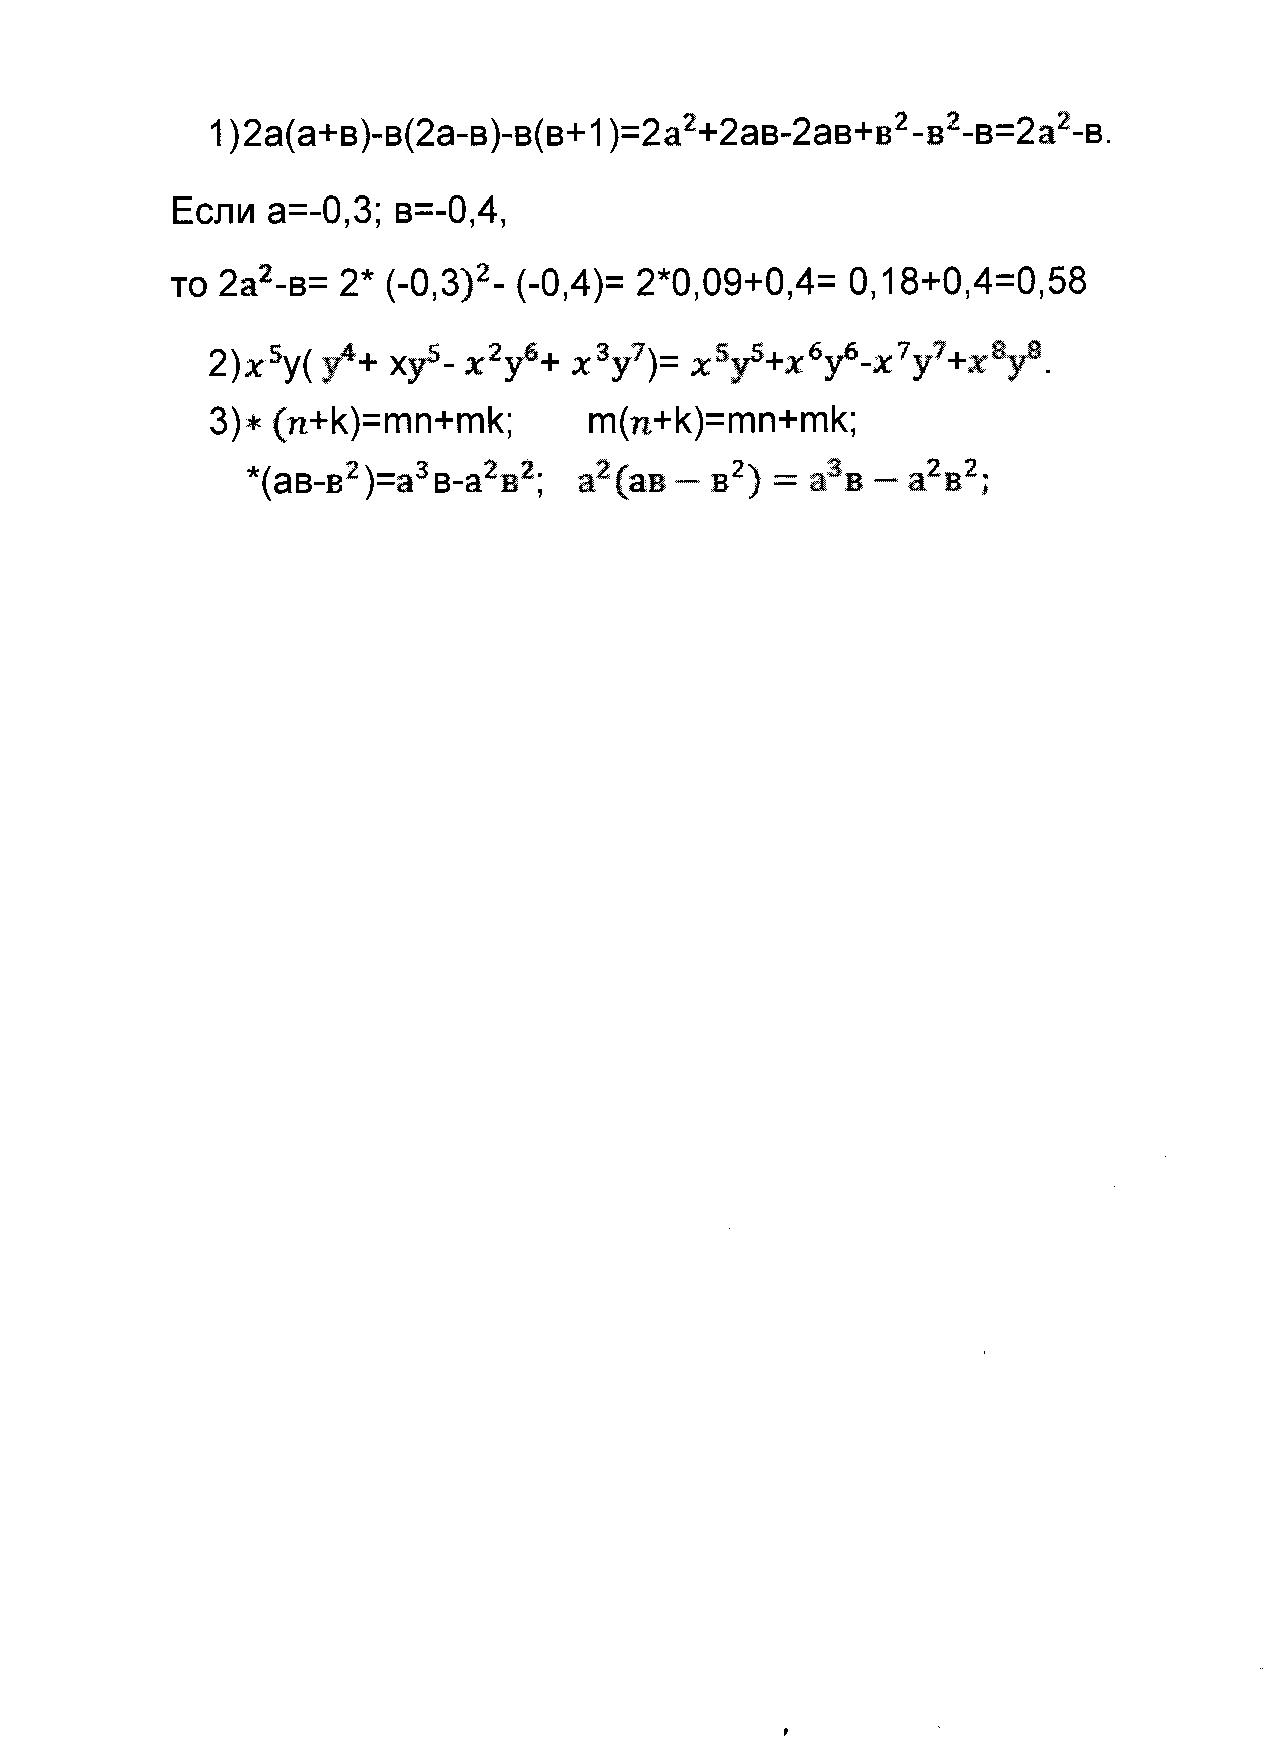 1)2а(а+в)-в(2а-в)-в(в+1)=2а²+2ав-2ав+в²-в²-в=2а²-в.
Если а=-0,3; в=-0,4,
то 2а²-в= 2* (-0,3)²- (-0,4)= 2*0,09+0,4= 0,18+0,4=0,58
2)x⁵y( y⁴+ xy⁵- x²y⁶+ x³y⁷)= x⁵y⁵+x⁶y⁶-x⁷y⁷+x⁸y⁸.
3)* (n+k)=mn+mk; m(n+k)=mn+mk;
*(ав-в²)=а³в-а²в²; а²(ав – в²) = а³в – а²в²;